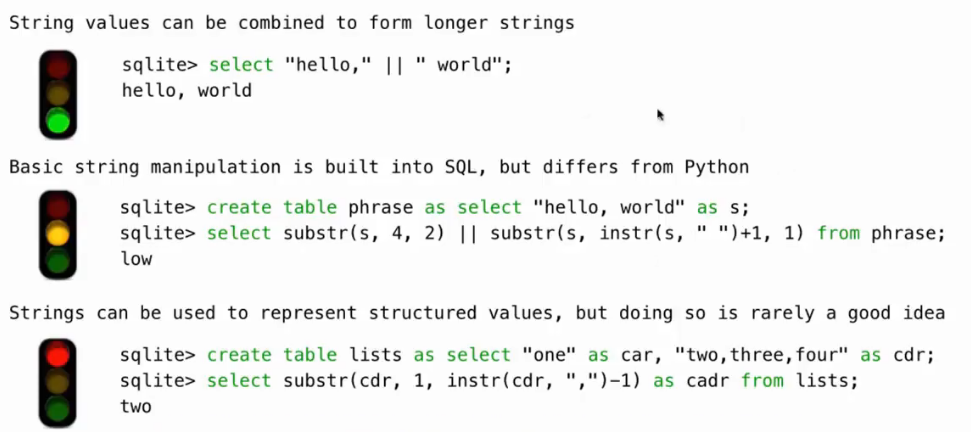 String values can be combined to form longer strings
sqlite> select "hello," || " world";
hello, world
Basic string manipulation is built into SQL, but differs from Python
sqlite> create table phrase as select "hello, world" as s;
sqlite> select substr(s, 4, 2) || substr(s, instr(s, " ")+1, 1) from phrase;
low
Strings can be used to represent structured values, but doing so is rarely a good idea
sqlite> create table lists as select "one" as car, "two,three,four" as cdr;
sqlite> select substr(cdr, 1, instr(cdr, ",")-1) as cadr from lists;
two